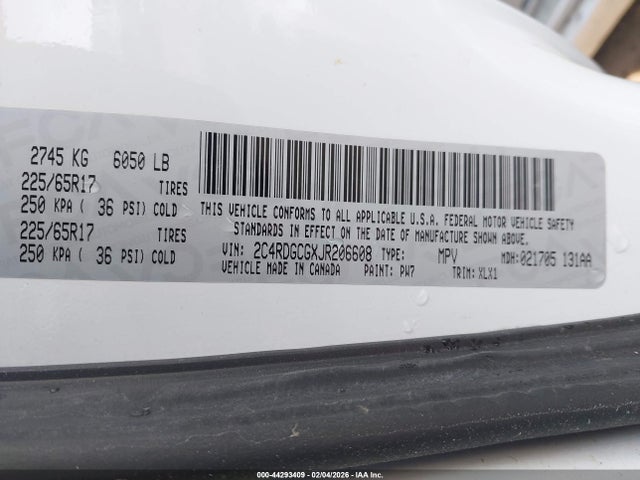 2745 KG 6050 LB
225/65R17 TIRES
250 KPA ( 36 PSI) COLD
225/65R17 TIRES
250 KPA ( 36 PSI) COLD
THIS VEHICLE CONFORMS TO ALL APPLICABLE U.S.A. FEDERAL MOTOR VEHICLE SAFETY
STANDARDS IN EFFECT ON THE DATE OF MANUFACTURE SHOWN ABOVE.
VIN: 2C4RDGCGXJR206608 TYPE: MPV MDH: 021705 131AA
VEHICLE MADE IN CANADA PAINT: PW7 TRIM: XLX1
000-44293409 - 02/04/2026 - IAA Inc.